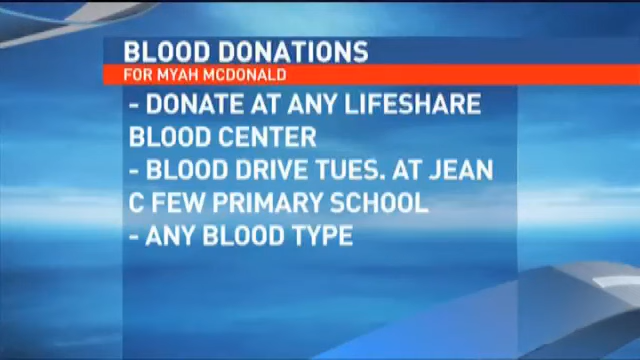 BLOOD DONATIONS
FOR MYAH MCDONALD
- DONATE AT ANY LIFESHARE
BLOOD CENTER
- BLOOD DRIVE TUES. AT JEAN
C FEW PRIMARY SCHOOL
- ANY BLOOD TYPE